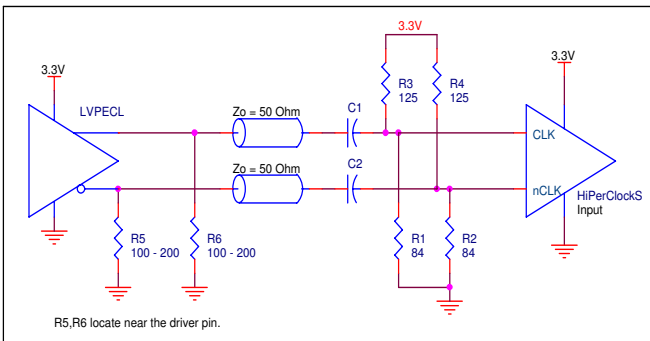 3.3V
3.3V
3.3V
LVPECL
R3
125
R4
125
Zo = 50 Ohm
C1
CLK
Zo = 50 Ohm
C2
nCLK
HiPerClockS
Input
R5
100 - 200
R6
100 - 200
R1
84
R2
84
R5,R6 locate near the driver pin.